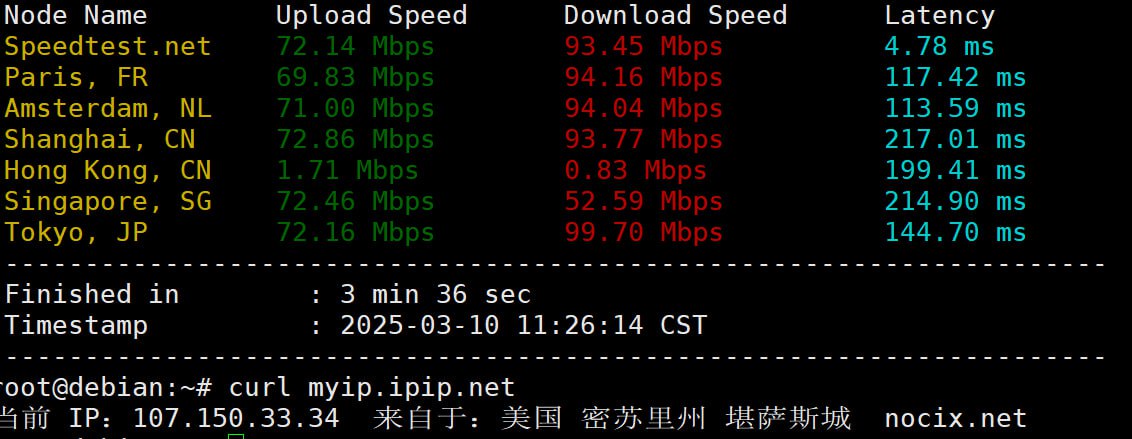 Node Name Upload Speed Download Speed Latency
Speedtest.net 72.14 Mbps 93.45 Mbps 4.78 ms
Paris, FR 69.83 Mbps 94.16 Mbps 117.42 ms
Amsterdam, NL 71.00 Mbps 94.04 Mbps 113.59 ms
Shanghai, CN 72.86 Mbps 93.77 Mbps 217.01 ms
Hong Kong, CN 1.71 Mbps 0.83 Mbps 199.41 ms
Singapore, SG 72.46 Mbps 52.59 Mbps 214.90 ms
Tokyo, JP 72.16 Mbps 99.70 Mbps 144.70 ms
----------------------------------------------------------------------
Finished in : 3 min 36 sec
Timestamp : 2025-03-10 11:26:14 CST
----------------------------------------------------------------------
root@debian:~# curl myip.ipip.net
当前 IP：107.150.33.34 来自于：美国 密苏里州 堪萨斯城 nocix.net